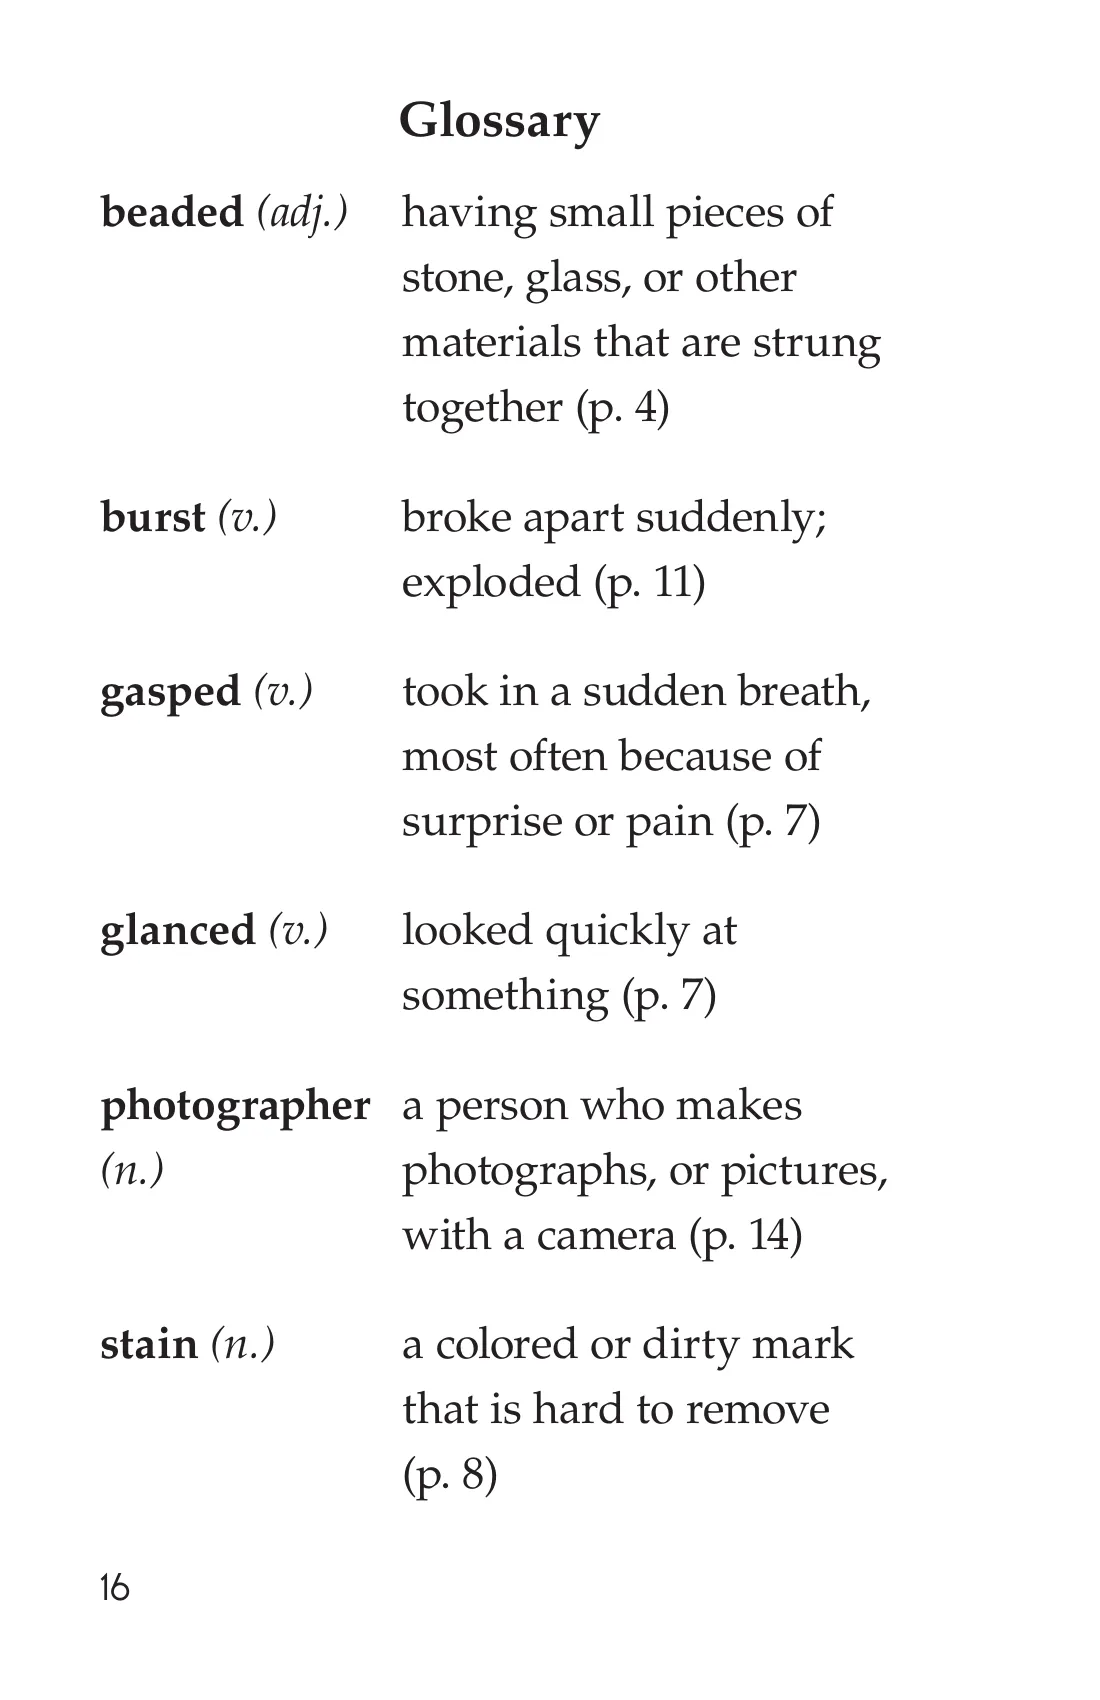 Glossary
beaded (adj.) having small pieces of
stone, glass, or other
materials that are strung
together (p. 4)
burst (v.) broke apart suddenly;
exploded (p. 11)
gasped (v.) took in a sudden breath,
most often because of
surprise or pain (p. 7)
glanced (v.) looked quickly at
something (p. 7)
photographer a person who makes
(n.) photographs, or pictures,
with a camera (p. 14)
stain (n.) a colored or dirty mark
that is hard to remove
(p. 8)
16